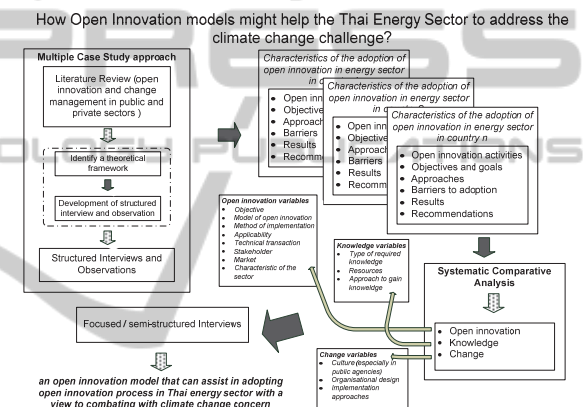 How Open Innovation models might help the Thai Energy Sector to address the
climate change challenge?
Multiple Case Study approach
Literature Review (open
innovation and change
management in public and
private sectors )
Identify a theoretical
framework
Development of structured
interview and observation
Structured Interviews and
Observations
Characteristics of the adoption of
open innovation in energy sector
in c
Open inn
Objective
Approach
Barriers
Results
Recomm
Characteristics of the adoption of
open innovation in energy sector
Open inn
Objective
Approach
Barriers
Results
Recomm
Characteristics of the adoption of
open innovation in energy sector
in country n
• Open innovation activities
• Objectives and goals
• Approaches
• Barriers to adoption
• Results
• Recommendations
Open innovation variables
• Objective
• Model of open innovation
• Method of implementation
• Applicability
• Technical transaction
• Stakeholder
• Market
• Characteristic of the
sector
Knowledge variables
• Type of required
knowledge
• Resources
• Approach to gain
knoweldge
Systematic Comparative
Analysis
• Open innovation
• Knowledge
• Change
Focused / semi-structured Interviews
Change variables
• Culture (especially in
public agencies)
• Organisational design
• Implementation
approaches
an open innovation model that can assist in adopting
open innovation process in Thai energy sector with a
view to combating with climate change concern